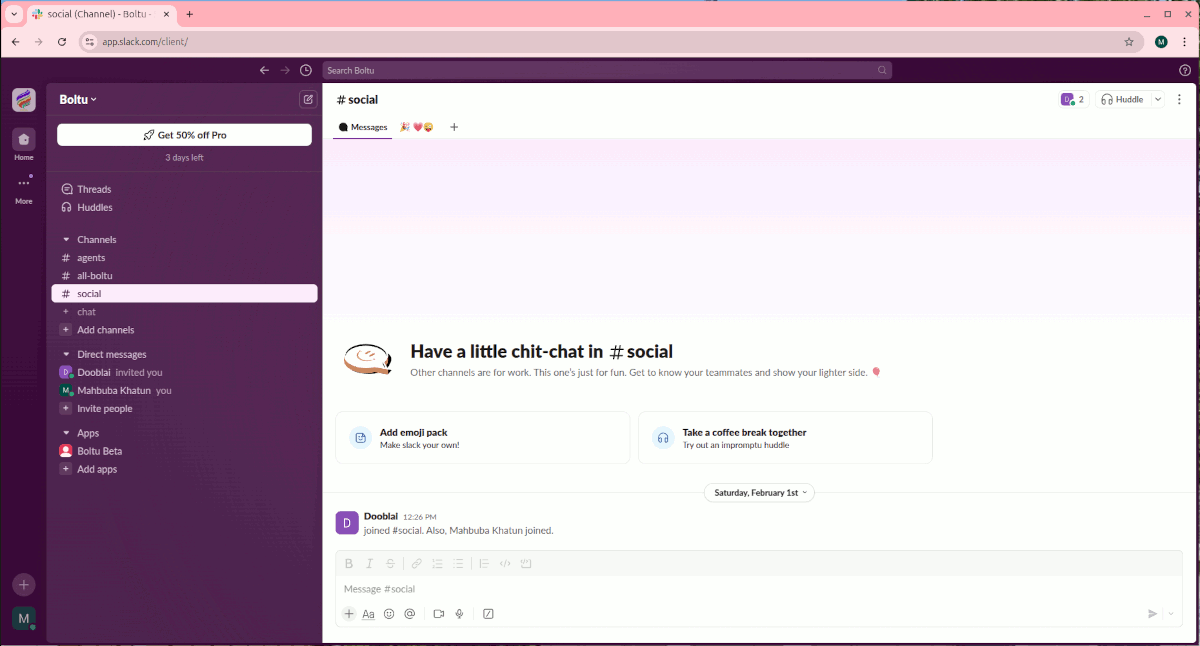 social (Channel) - Boltu -
app.slack.com/client/
M
Search Boltu
Boltu
# social
D 2
Huddle
Get 50% off Pro
3 days left
Messages
Home
More
Threads
Huddles
Channels
# agents
# all-boltu
# social
+ chat
+ Add channels
Direct messages
D Dooblai invited you
M Mahbuba Khatun you
+ Invite people
Apps
Boltu Beta
+ Add apps
Have a little chit-chat in # social
Other channels are for work. This one's just for fun. Get to know your teammates and show your lighter side. 🎈
Add emoji pack
Make slack your own!
Take a coffee break together
Try out an impromptu huddle
Saturday, February 1st
D
Dooblai 12:26 PM
joined #social. Also, Mahbuba Khatun joined.
B I S
Message #social
+ Aa @
M